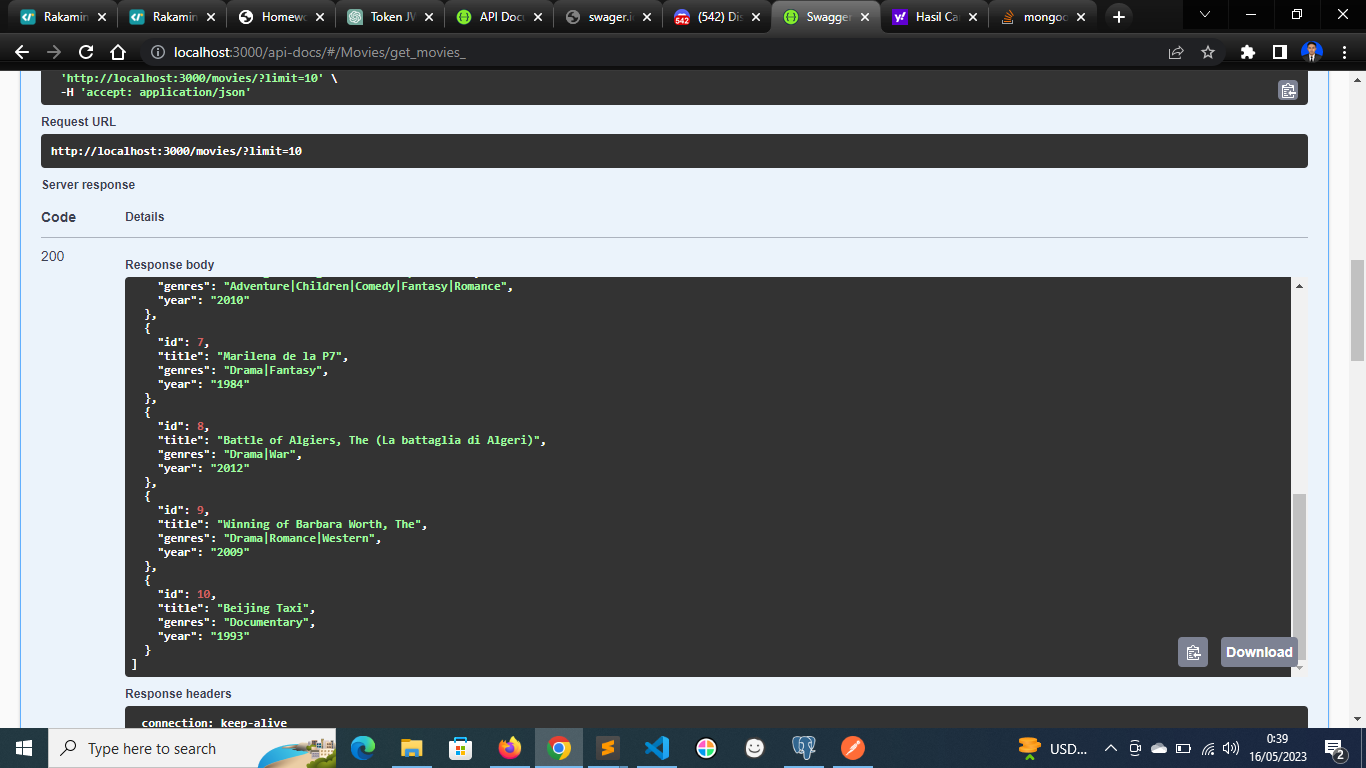 Rakamin
Rakamin
Homew
Token JW
API Doc
swager.i
(542) Dis
Swagger
Hasil Ca
mongoo
localhost:3000/api-docs/#/Movies/get_movies_
'http://localhost:3000/movies/?limit=10' \
-H 'accept: application/json'
Request URL
http://localhost:3000/movies/?limit=10
Server response
Code Details
200
Response body
"genres": "Adventure|Children|Comedy|Fantasy|Romance",
"year": "2010"
},
{
"id": 7,
"title": "Marilena de la P7",
"genres": "Drama|Fantasy",
"year": "1984"
},
{
"id": 8,
"title": "Battle of Algiers, The (La battaglia di Algeri)",
"genres": "Drama|War",
"year": "2012"
},
{
"id": 9,
"title": "Winning of Barbara Worth, The",
"genres": "Drama|Romance|Western",
"year": "2009"
},
{
"id": 10,
"title": "Beijing Taxi",
"genres": "Documentary",
"year": "1993"
}
]
Download
Response headers
connection: keep-alive
Type here to search
USD...
0:39
16/05/2023
2